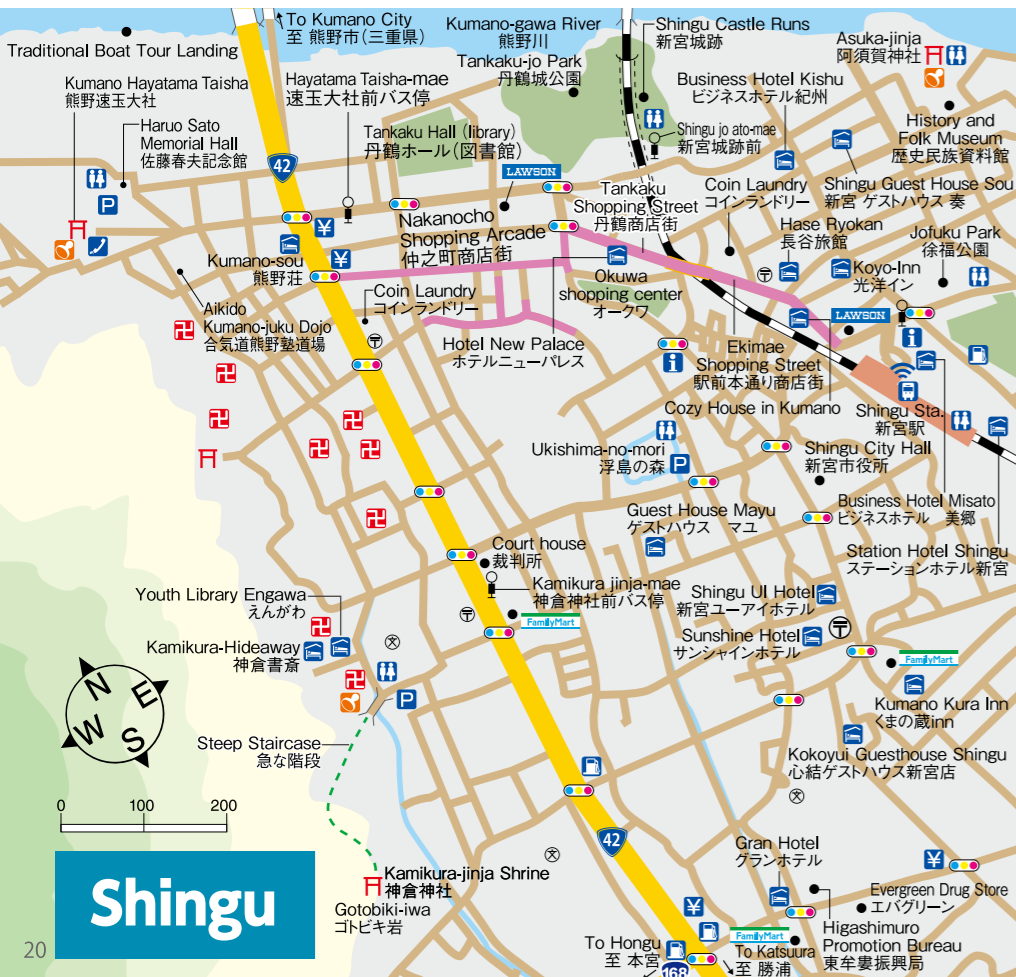 To Kumano City
至 熊野市(三重県)
Kumano-gawa River
熊野川
Shingu Castle Runs
新宮城跡
Traditional Boat Tour Landing
Tankaku-jo Park
丹鶴城公園
Asuka-jinja
阿須賀神社
Kumano Hayatama Taisha
熊野速玉大社
Hayatama Taisha-mae
速玉大社前バス停
Business Hotel Kishu
ビジネスホテル紀州
Haruo Sato
Memorial Hall
佐藤春夫記念館
Tankaku Hall (library)
丹鶴ホール(図書館)
Shingu jo ato-mae
新宮城跡前
History and
Folk Museum
歴史民族資料館
42
LAWSON
Tankaku
Shopping Street
丹鶴商店街
Coin Laundry
コインランドリー
Shingu Guest House Sou
新宮 ゲストハウス 奏
P
Nakanocho
Shopping Arcade
仲之町商店街
Hase Ryokan
長谷旅館
Jofuku Park
徐福公園
¥
¥
Kumano-sou
熊野荘
Okuwa
shopping center
オークワ
〒
Koyo-Inn
光洋イン
Coin Laundry
コインランドリー
LAWSON
Aikido
Kumano-juku Dojo
合気道熊野塾道場
卍
〒
Hotel New Palace
ホテルニューパレス
i
Ekimae
Shopping Street
駅前本通り商店街
i
卍
卍
卍
卍
卍
卍
Cozy House in Kumano
Shingu Sta.
新宮駅
Ukishima-no-mori
浮島の森
P
Shingu City Hall
新宮市役所
Guest House Mayu
ゲストハウス マユ
Business Hotel Misato
ビジネスホテル 美郷
Court house
裁判所
Station Hotel Shingu
ステーションホテル新宮
Kamikura jinja-mae
神倉神社前バス停
Youth Library Engawa
えんがわ
〒
FamilyMart
Shingu UI Hotel
新宮ユーアイホテル
卍
文
Kamikura-Hideaway
神倉書斎
Sunshine Hotel
サンシャインホテル
〒
FamilyMart
卍
P
N
E
W
S
Kumano Kura Inn
くまの蔵inn
Steep Staircase
急な階段
Kokoyui Guesthouse Shingu
心結ゲストハウス新宮店
文
0 100 200
42
Gran Hotel
グランホテル
文
¥
Kamikura-jinja Shrine
神倉神社
Gotobiki-iwa
ゴトビキ岩
Shingu
Evergreen Drug Store
エバグリーン
¥
Higashimuro
Promotion Bureau
東牟婁振興局
FamilyMart
To Hongu
至 本宮
168
To Katsuura
至 勝浦
20